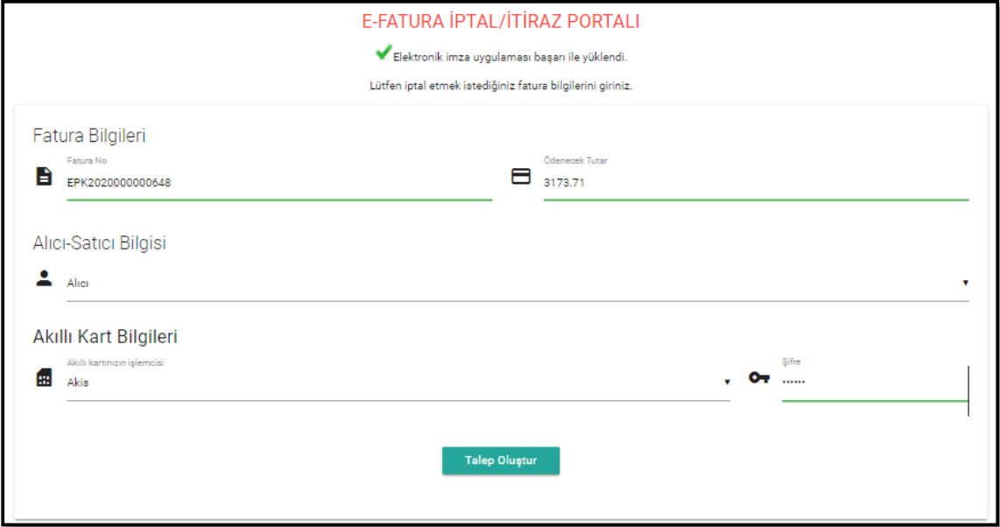 E-FATURA İPTAL/İTİRAZ PORTALI
Elektronik imza uygulaması başarı ile yüklendi.
Lütfen iptal etmek istediğiniz fatura bilgilerini giriniz.
Fatura Bilgileri
Fatura No
EPK2020000000648
Ödenecek Tutar
3173.71
Alıcı-Satıcı Bilgisi
Alıcı
Akıllı Kart Bilgileri
Akıllı kartınızın işlemcisi
Akis
Şifre
······
Talep Oluştur